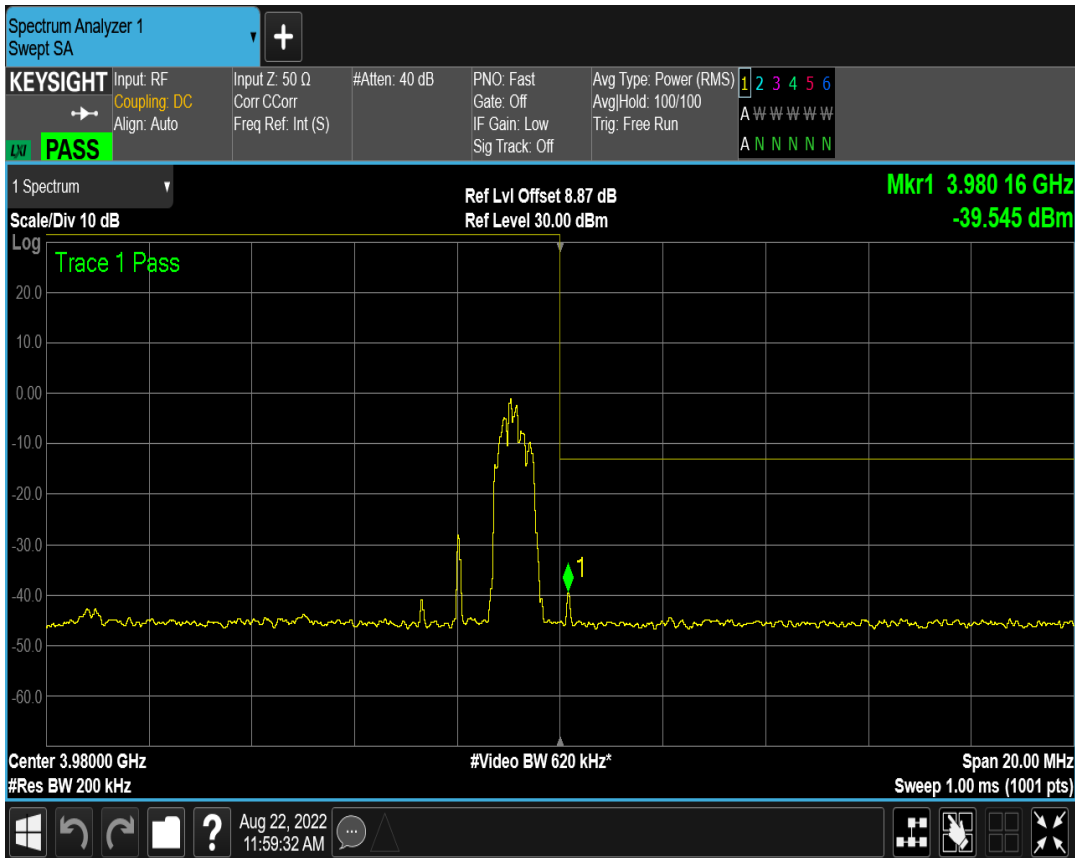 Spectrum Analyzer 1
Swept SA
+
KEYSIGHT
LXI PASS
Input: RF
Coupling: DC
Align: Auto
Input Z: 50 Ω
Corr CCorr
Freq Ref: Int (S)
#Atten: 40 dB
PNO: Fast
Gate: Off
IF Gain: Low
Sig Track: Off
Avg Type: Power (RMS)
Avg|Hold: 100/100
Trig: Free Run
1 2 3 4 5 6
A W W W W W
A N N N N N
1 Spectrum
Scale/Div 10 dB
Ref Lvl Offset 8.87 dB
Ref Level 30.00 dBm
Mkr1 3.980 16 GHz
-39.545 dBm
Log
Trace 1 Pass
20.0
10.0
0.00
-10.0
-20.0
-30.0
1
-40.0
-50.0
-60.0
Center 3.98000 GHz
#Res BW 200 kHz
#Video BW 620 kHz*
Span 20.00 MHz
Sweep 1.00 ms (1001 pts)
?
Aug 22, 2022
11:59:32 AM